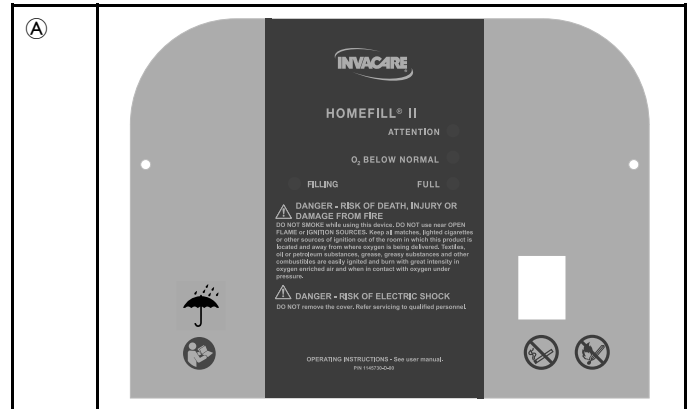 Ⓐ
INVACARE®
HOMEFILL® II
ATTENTION
O₂ BELOW NORMAL
FILLING FULL
DANGER - RISK OF DEATH, INJURY OR
DAMAGE FROM FIRE
DO NOT SMOKE while using this device. DO NOT use near OPEN
FLAME or IGNITION SOURCES. Keep all matches, lighted cigarettes
or other sources of ignition out of the room in which this product is
located and away from where oxygen is being delivered. Textiles,
oil or petroleum substances, grease, greasy substances and other
combustibles are easily ignited and burn with great intensity in
oxygen enriched air and when in contact with oxygen under
pressure.
DANGER - RISK OF ELECTRIC SHOCK
DO NOT remove the cover. Refer servicing to qualified personnel.
OPERATING INSTRUCTIONS - See user manual.
P/N 1145730-D-00